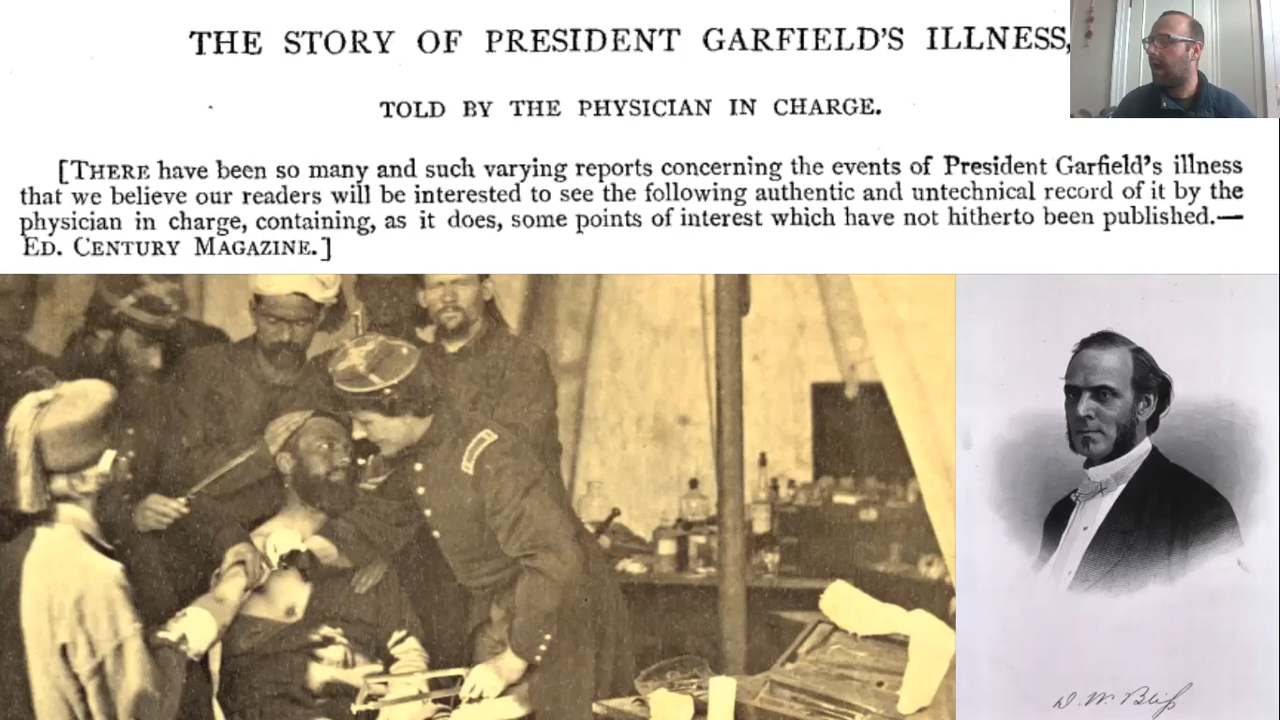 THE STORY OF PRESIDENT GARFIELD'S ILLNESS,
TOLD BY THE PHYSICIAN IN CHARGE.
[THERE have been so many and such varying reports concerning the events of President Garfield's illness
that we believe our readers will be interested to see the following authentic and untechnical record of it by the
physician in charge, containing, as it does, some points of interest which have not hitherto been published.—
ED. CENTURY MAGAZINE.]
D. W. Bliss